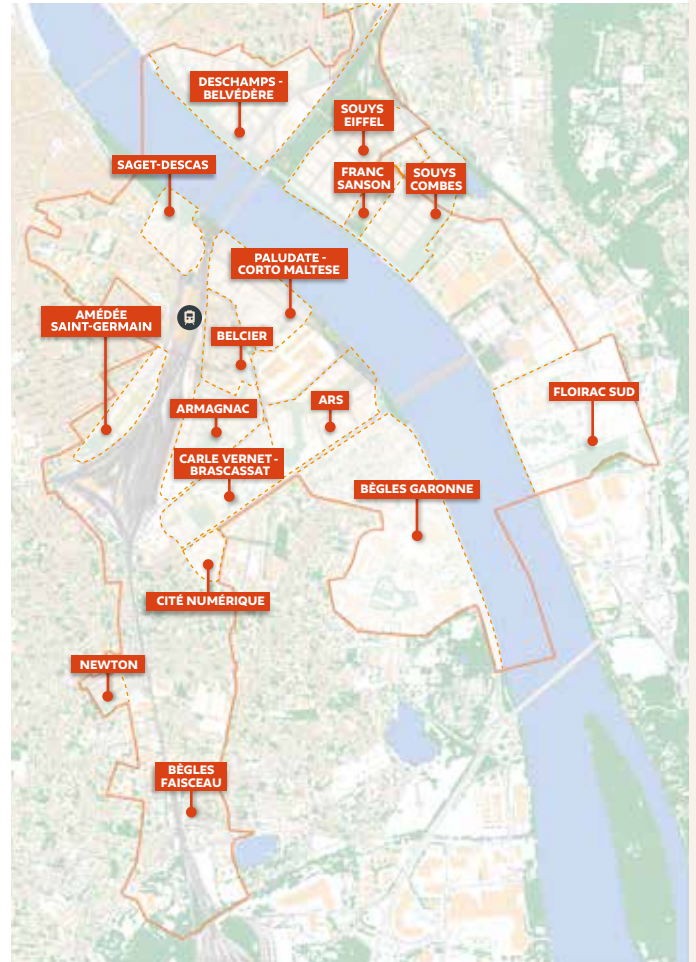 DESCHAMPS -
BELVÉDÈRE
SOUYS
EIFFEL
SAGET-DESCAS
FRANC
SANSON
SOUYS
COMBES
PALUDATE -
CORTO MALTESE
AMÉDÉE
SAINT-GERMAIN
BELCIER
FLOIRAC SUD
ARMAGNAC
ARS
CARLE VERNET -
BRASCASSAT
BÈGLES GARONNE
CITÉ NUMÉRIQUE
NEWTON
BÈGLES
FAISCEAU